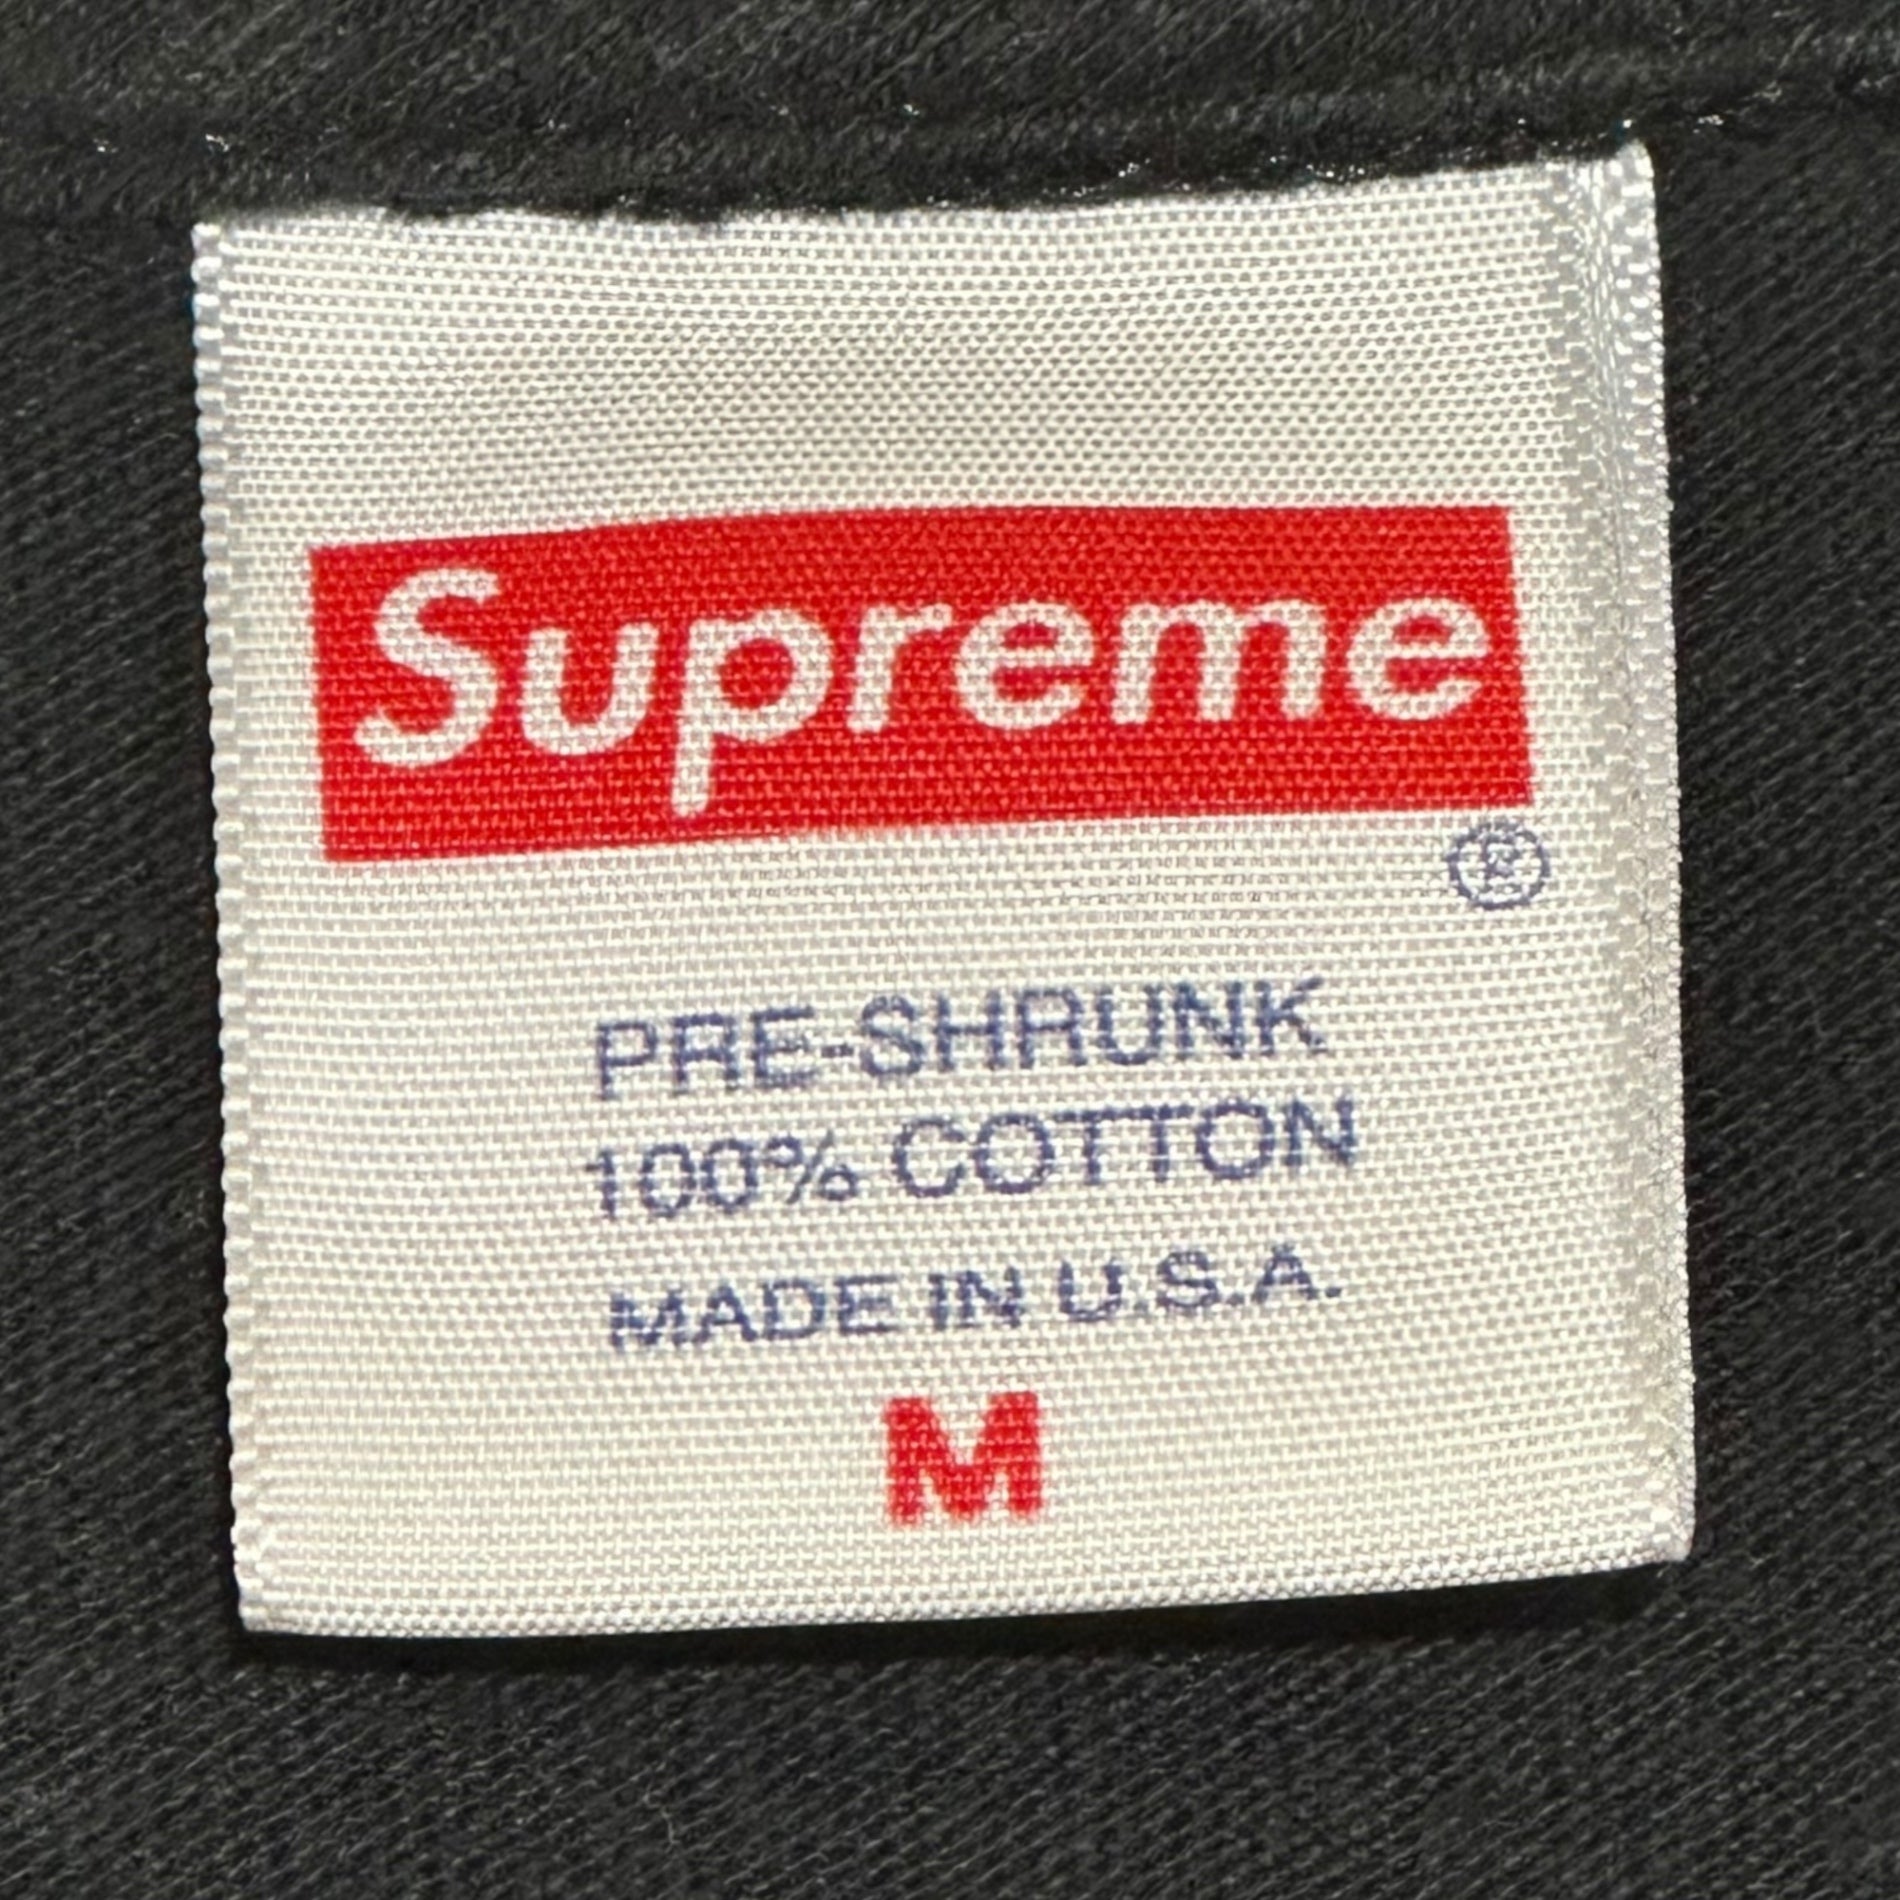 Supreme
®
PRE-SHRUNK
100% COTTON
MADE IN U.S.A.
M